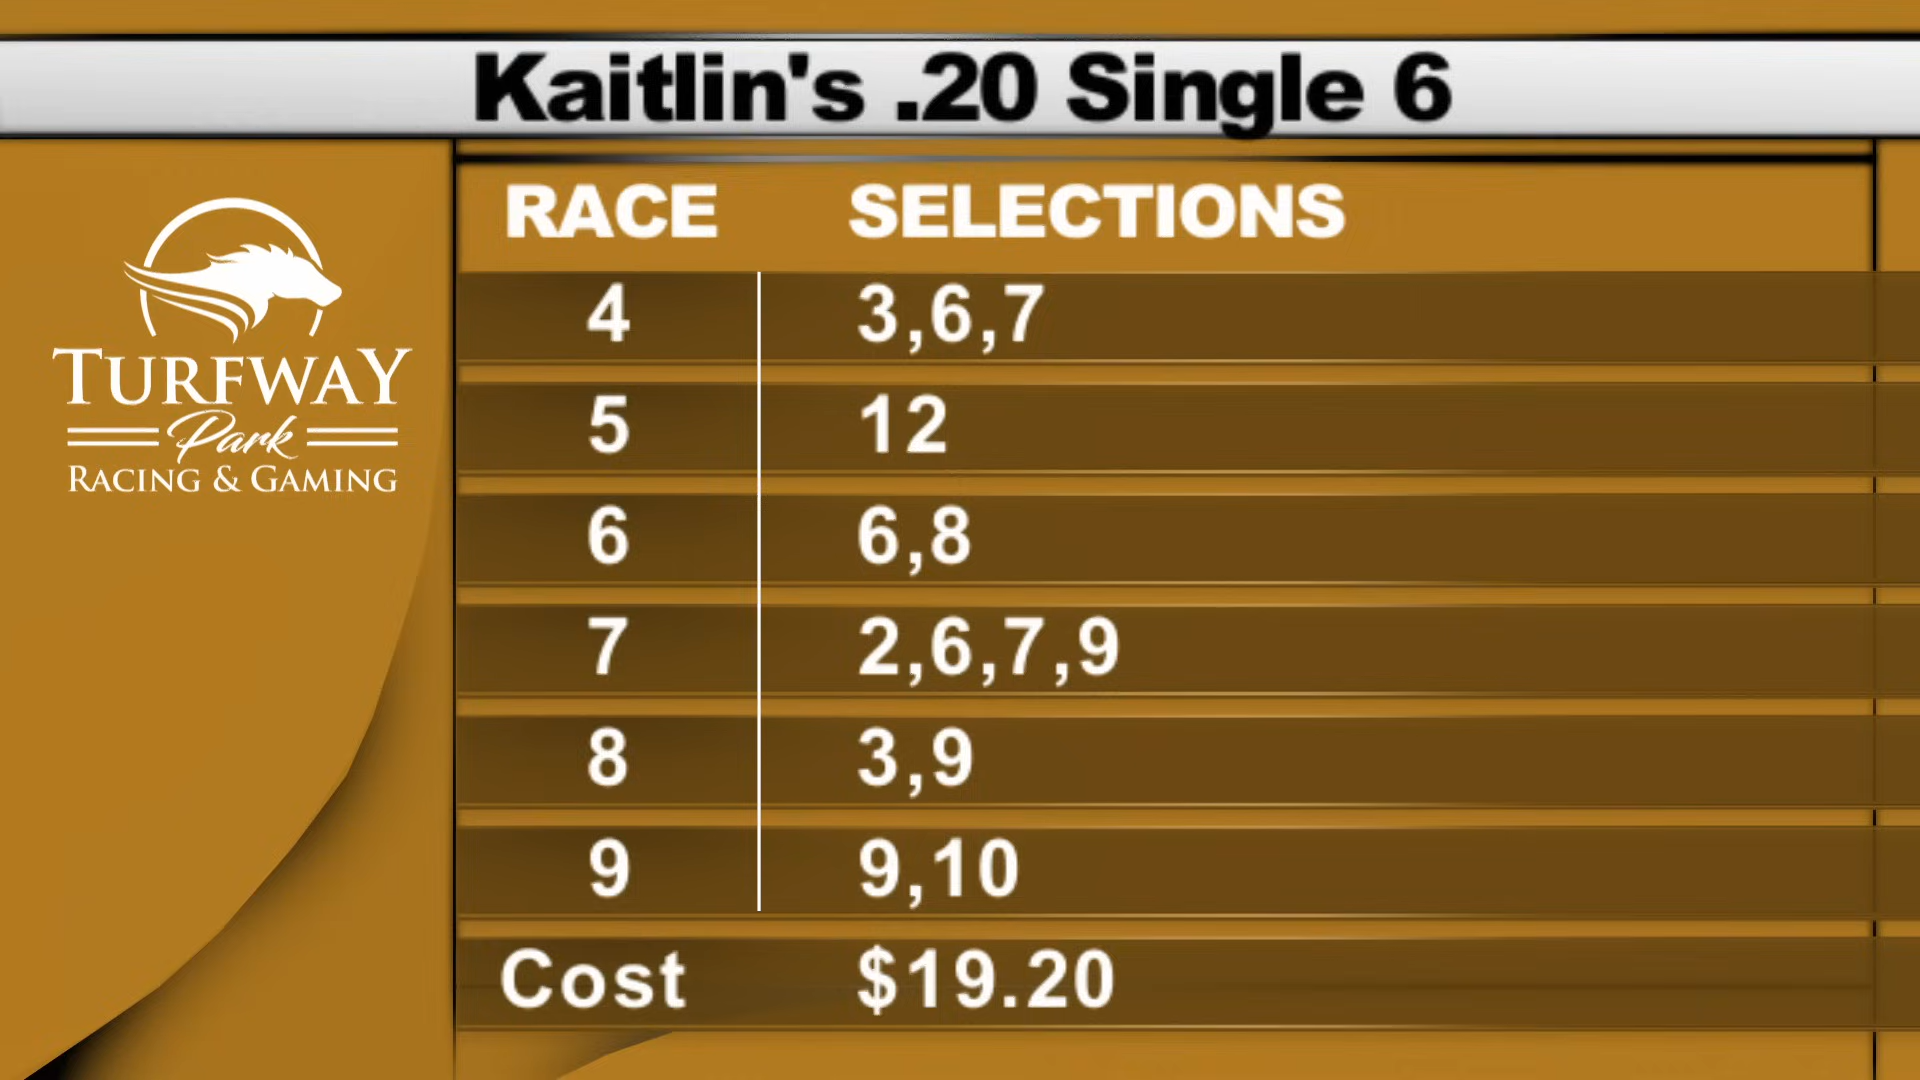 Kaitlin's .20 Single 6
TURFWAY
Park
RACING & GAMING
RACE SELECTIONS
4 3,6,7
5 12
6 6,8
7 2,6,7,9
8 3,9
9 9,10
Cost $19.20